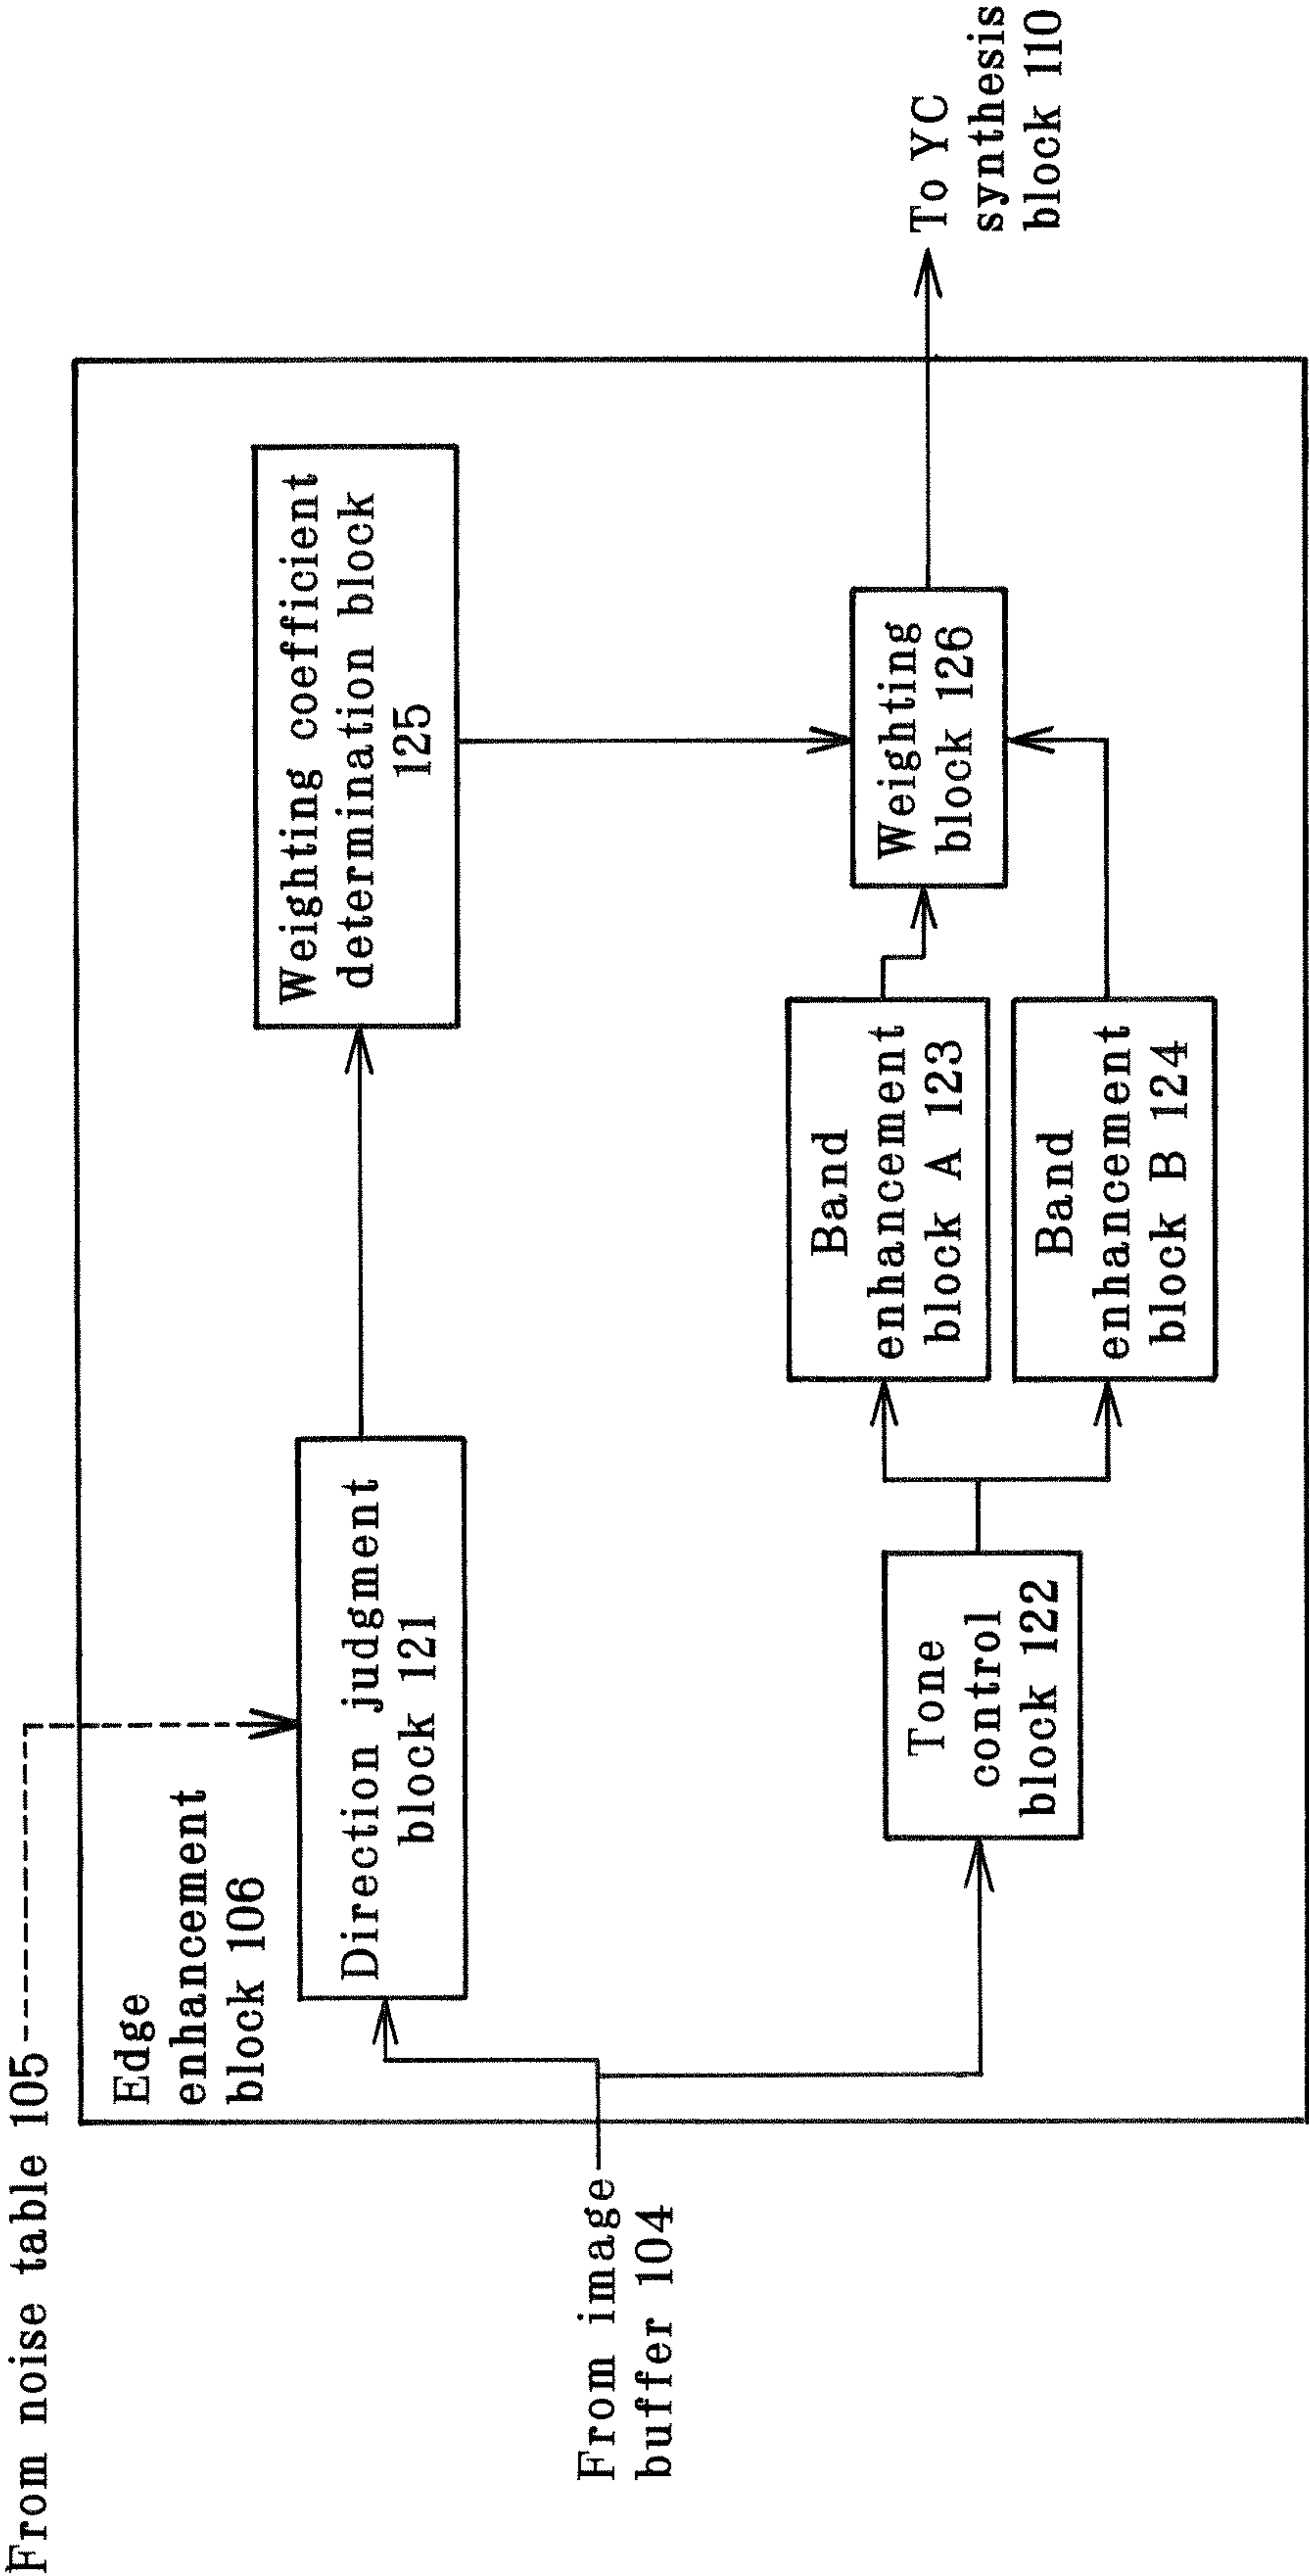 From noise table 105
Edge
enhancement
block 106
Direction judgment
block 121
Weighting coefficient
determination block
125
From image
buffer 104
Tone
control
block 122
Band
enhancement
block A 123
Band
enhancement
block B 124
Weighting
block 126
To YC
synthesis
block 110